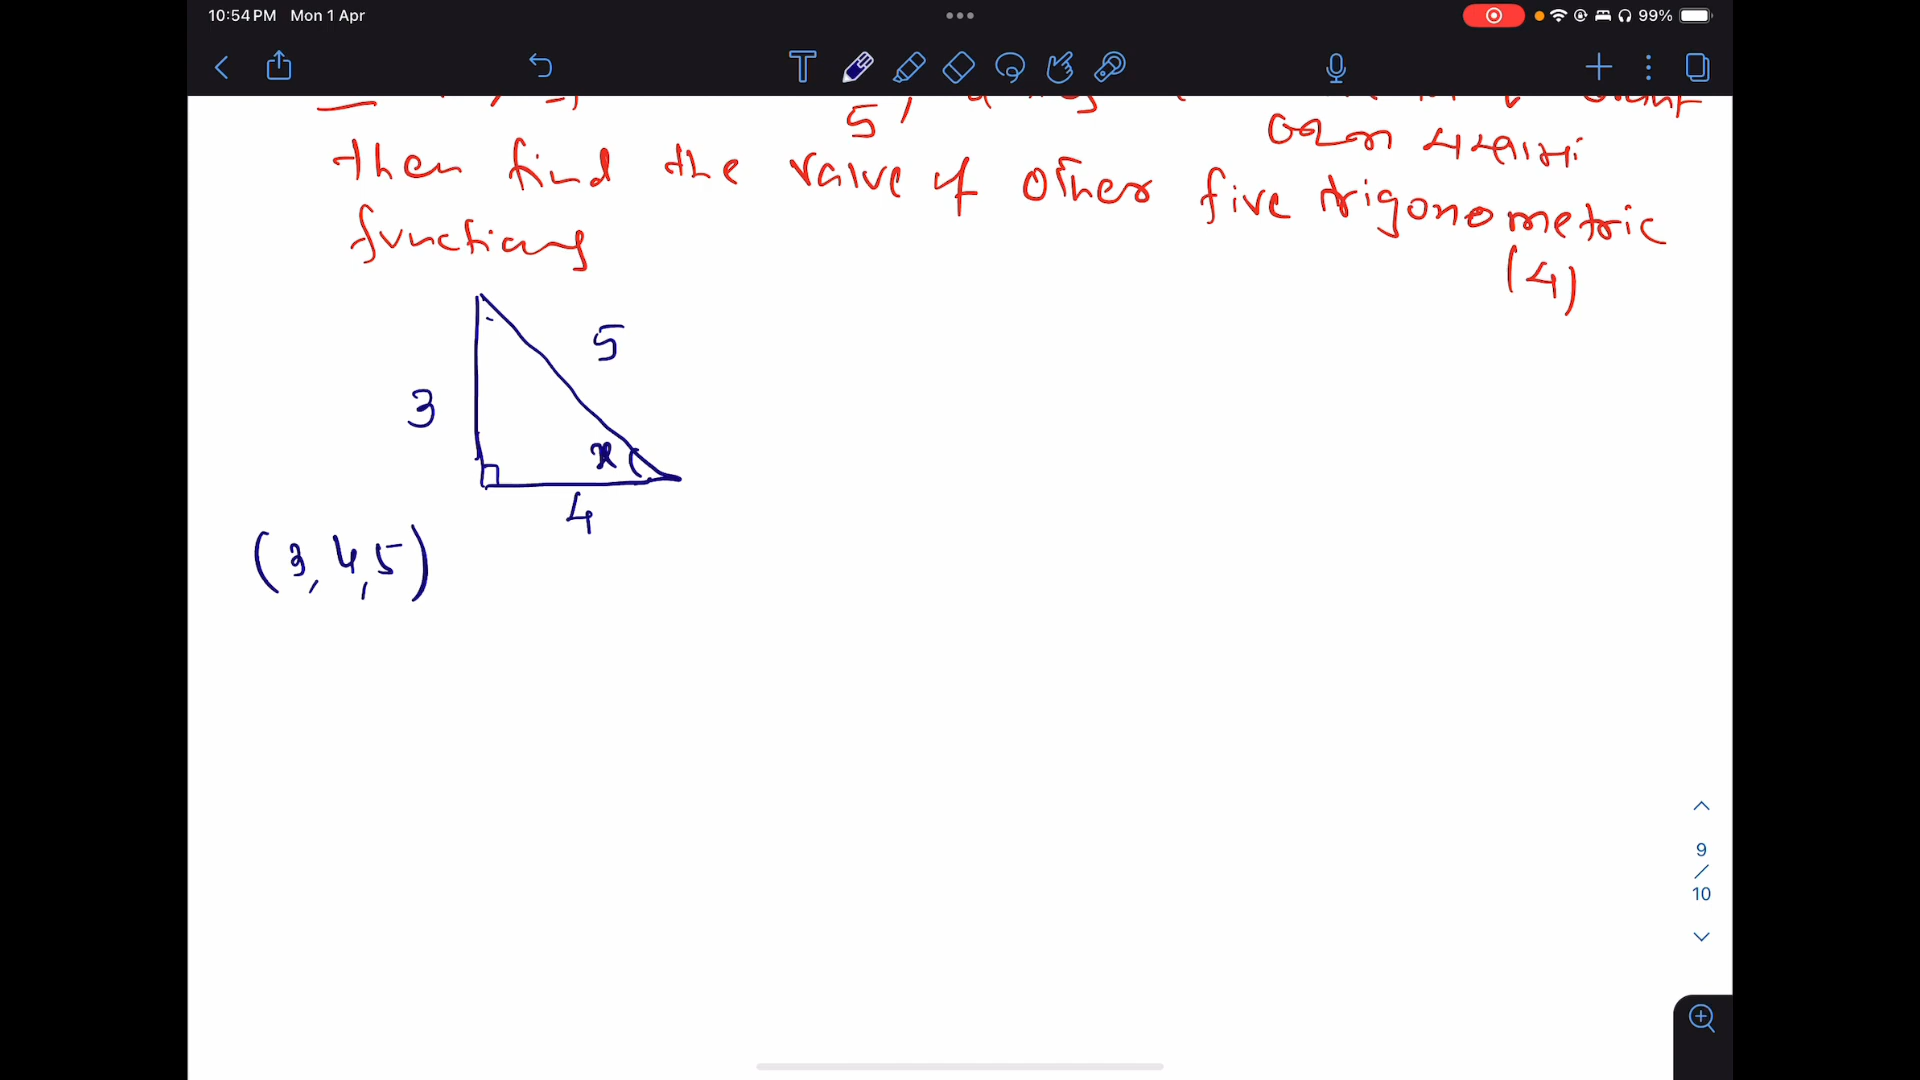 10:54 PM Mon 1 Apr
99%
5,
then find the value of other five trigonometric
functions
(4)
5
3
x
4
(3, 4, 5)
9
/
10